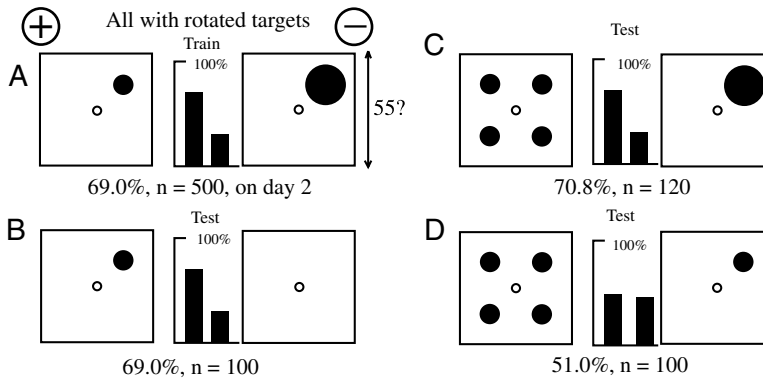 All with rotated targets
A
Train
100%
55?
69.0%, n = 500, on day 2
B
Test
100%
69.0%, n = 100
C
Test
100%
70.8%, n = 120
D
Test
100%
51.0%, n = 100